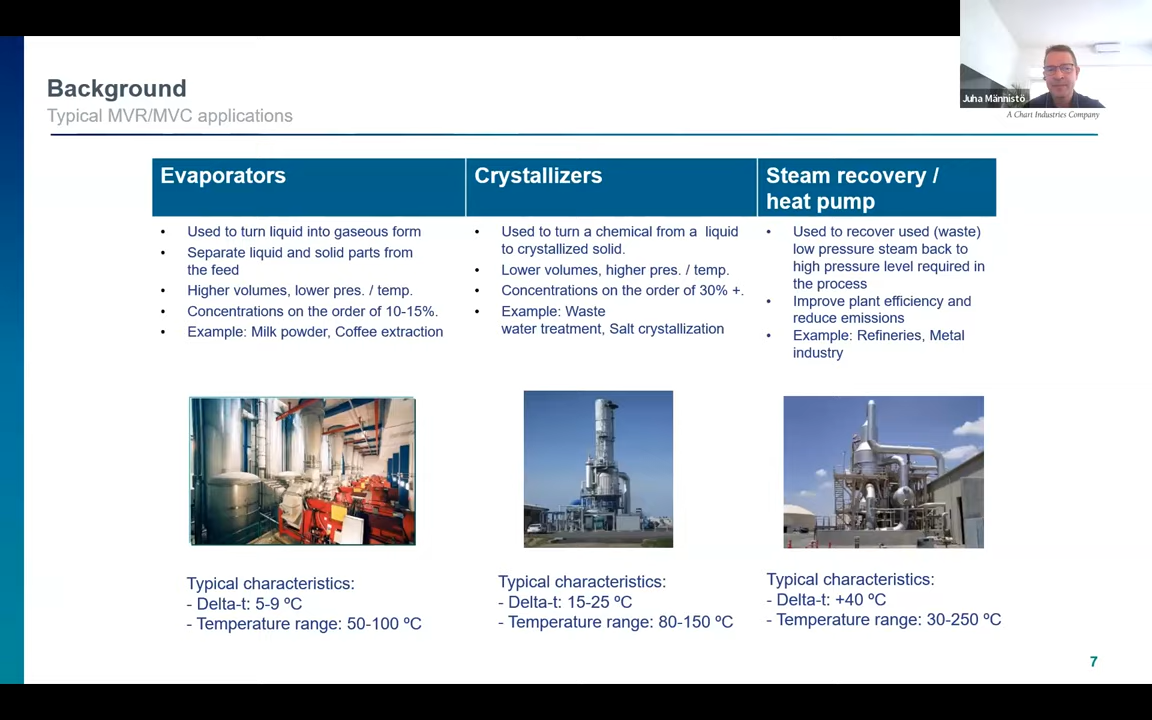 Juha Männistö
A Chart Industries Company
Background
Typical MVR/MVC applications
Evaporators
• Used to turn liquid into gaseous form
• Separate liquid and solid parts from
the feed
• Higher volumes, lower pres. / temp.
• Concentrations on the order of 10-15%.
• Example: Milk powder, Coffee extraction
Typical characteristics:
- Delta-t: 5-9 ºC
- Temperature range: 50-100 ºC
Crystallizers
• Used to turn a chemical from a liquid
to crystallized solid.
• Lower volumes, higher pres. / temp.
• Concentrations on the order of 30% +.
• Example: Waste
water treatment, Salt crystallization
Typical characteristics:
- Delta-t: 15-25 ºC
- Temperature range: 80-150 ºC
Steam recovery /
heat pump
• Used to recover used (waste)
low pressure steam back to
high pressure level required in
the process
• Improve plant efficiency and
reduce emissions
• Example: Refineries, Metal
industry
Typical characteristics:
- Delta-t: +40 ºC
- Temperature range: 30-250 ºC
7